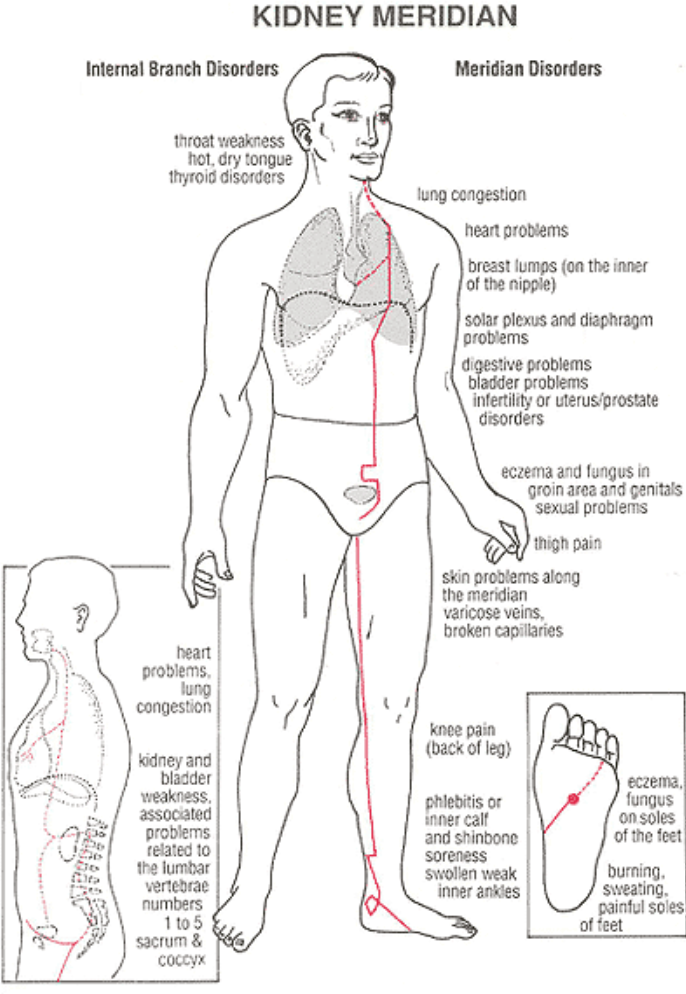 KIDNEY MERIDIAN
Internal Branch Disorders
Meridian Disorders
throat weakness
hot, dry tongue
thyroid disorders
lung congestion
heart problems
breast lumps (on the inner
of the nipple)
solar plexus and diaphragm
problems
digestive problems
bladder problems
infertility or uterus/prostate
disorders
eczema and fungus in
groin area and genitals
sexual problems
thigh pain
skin problems along
the meridian
varicose veins,
broken capillaries
heart
problems,
lung
congestion
kidney and
bladder
weakness,
associated
problems
related to
the lumbar
vertebrae
numbers
1 to 5
sacrum &
coccyx
knee pain
(back of leg)
phlebitis or
inner calf
and shinbone
soreness
swollen weak
inner ankles
eczema,
fungus
on soles
of the feet
burning,
sweating,
painful soles
of feet